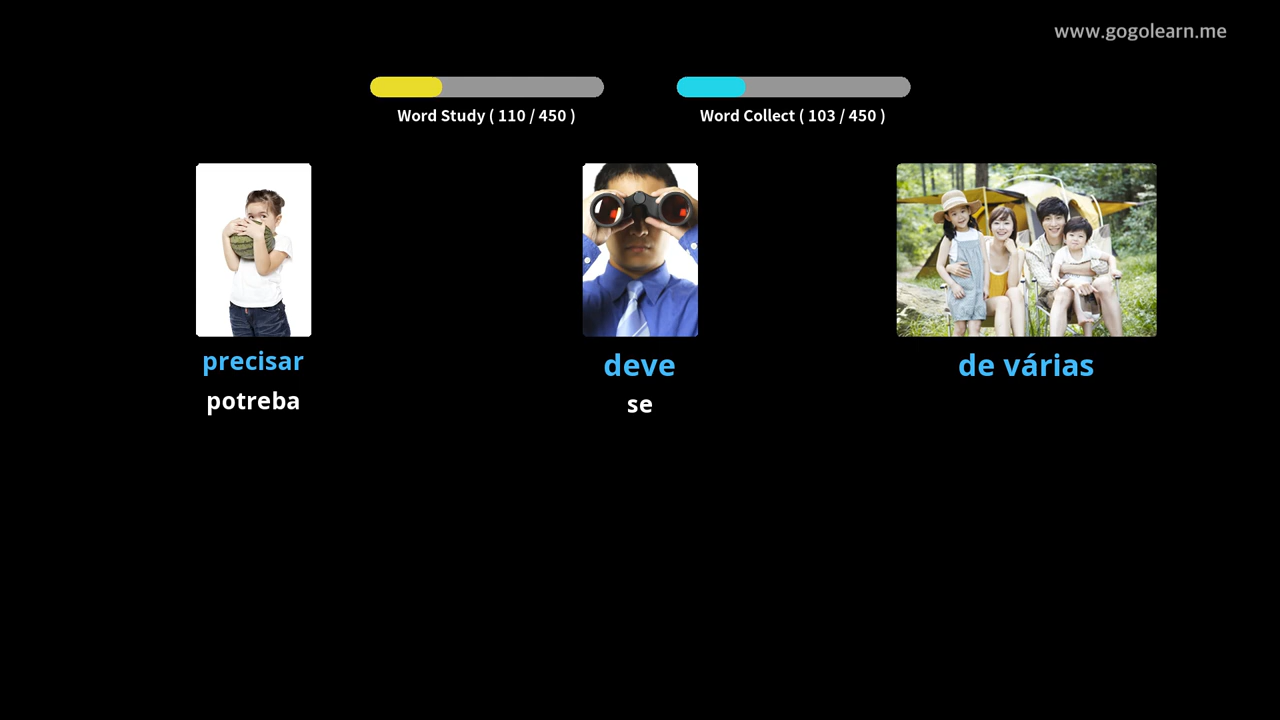 www.gogolearn.me
Word Study ( 110 / 450 )
Word Collect ( 103 / 450 )
precisar
potreba
deve
se
de várias